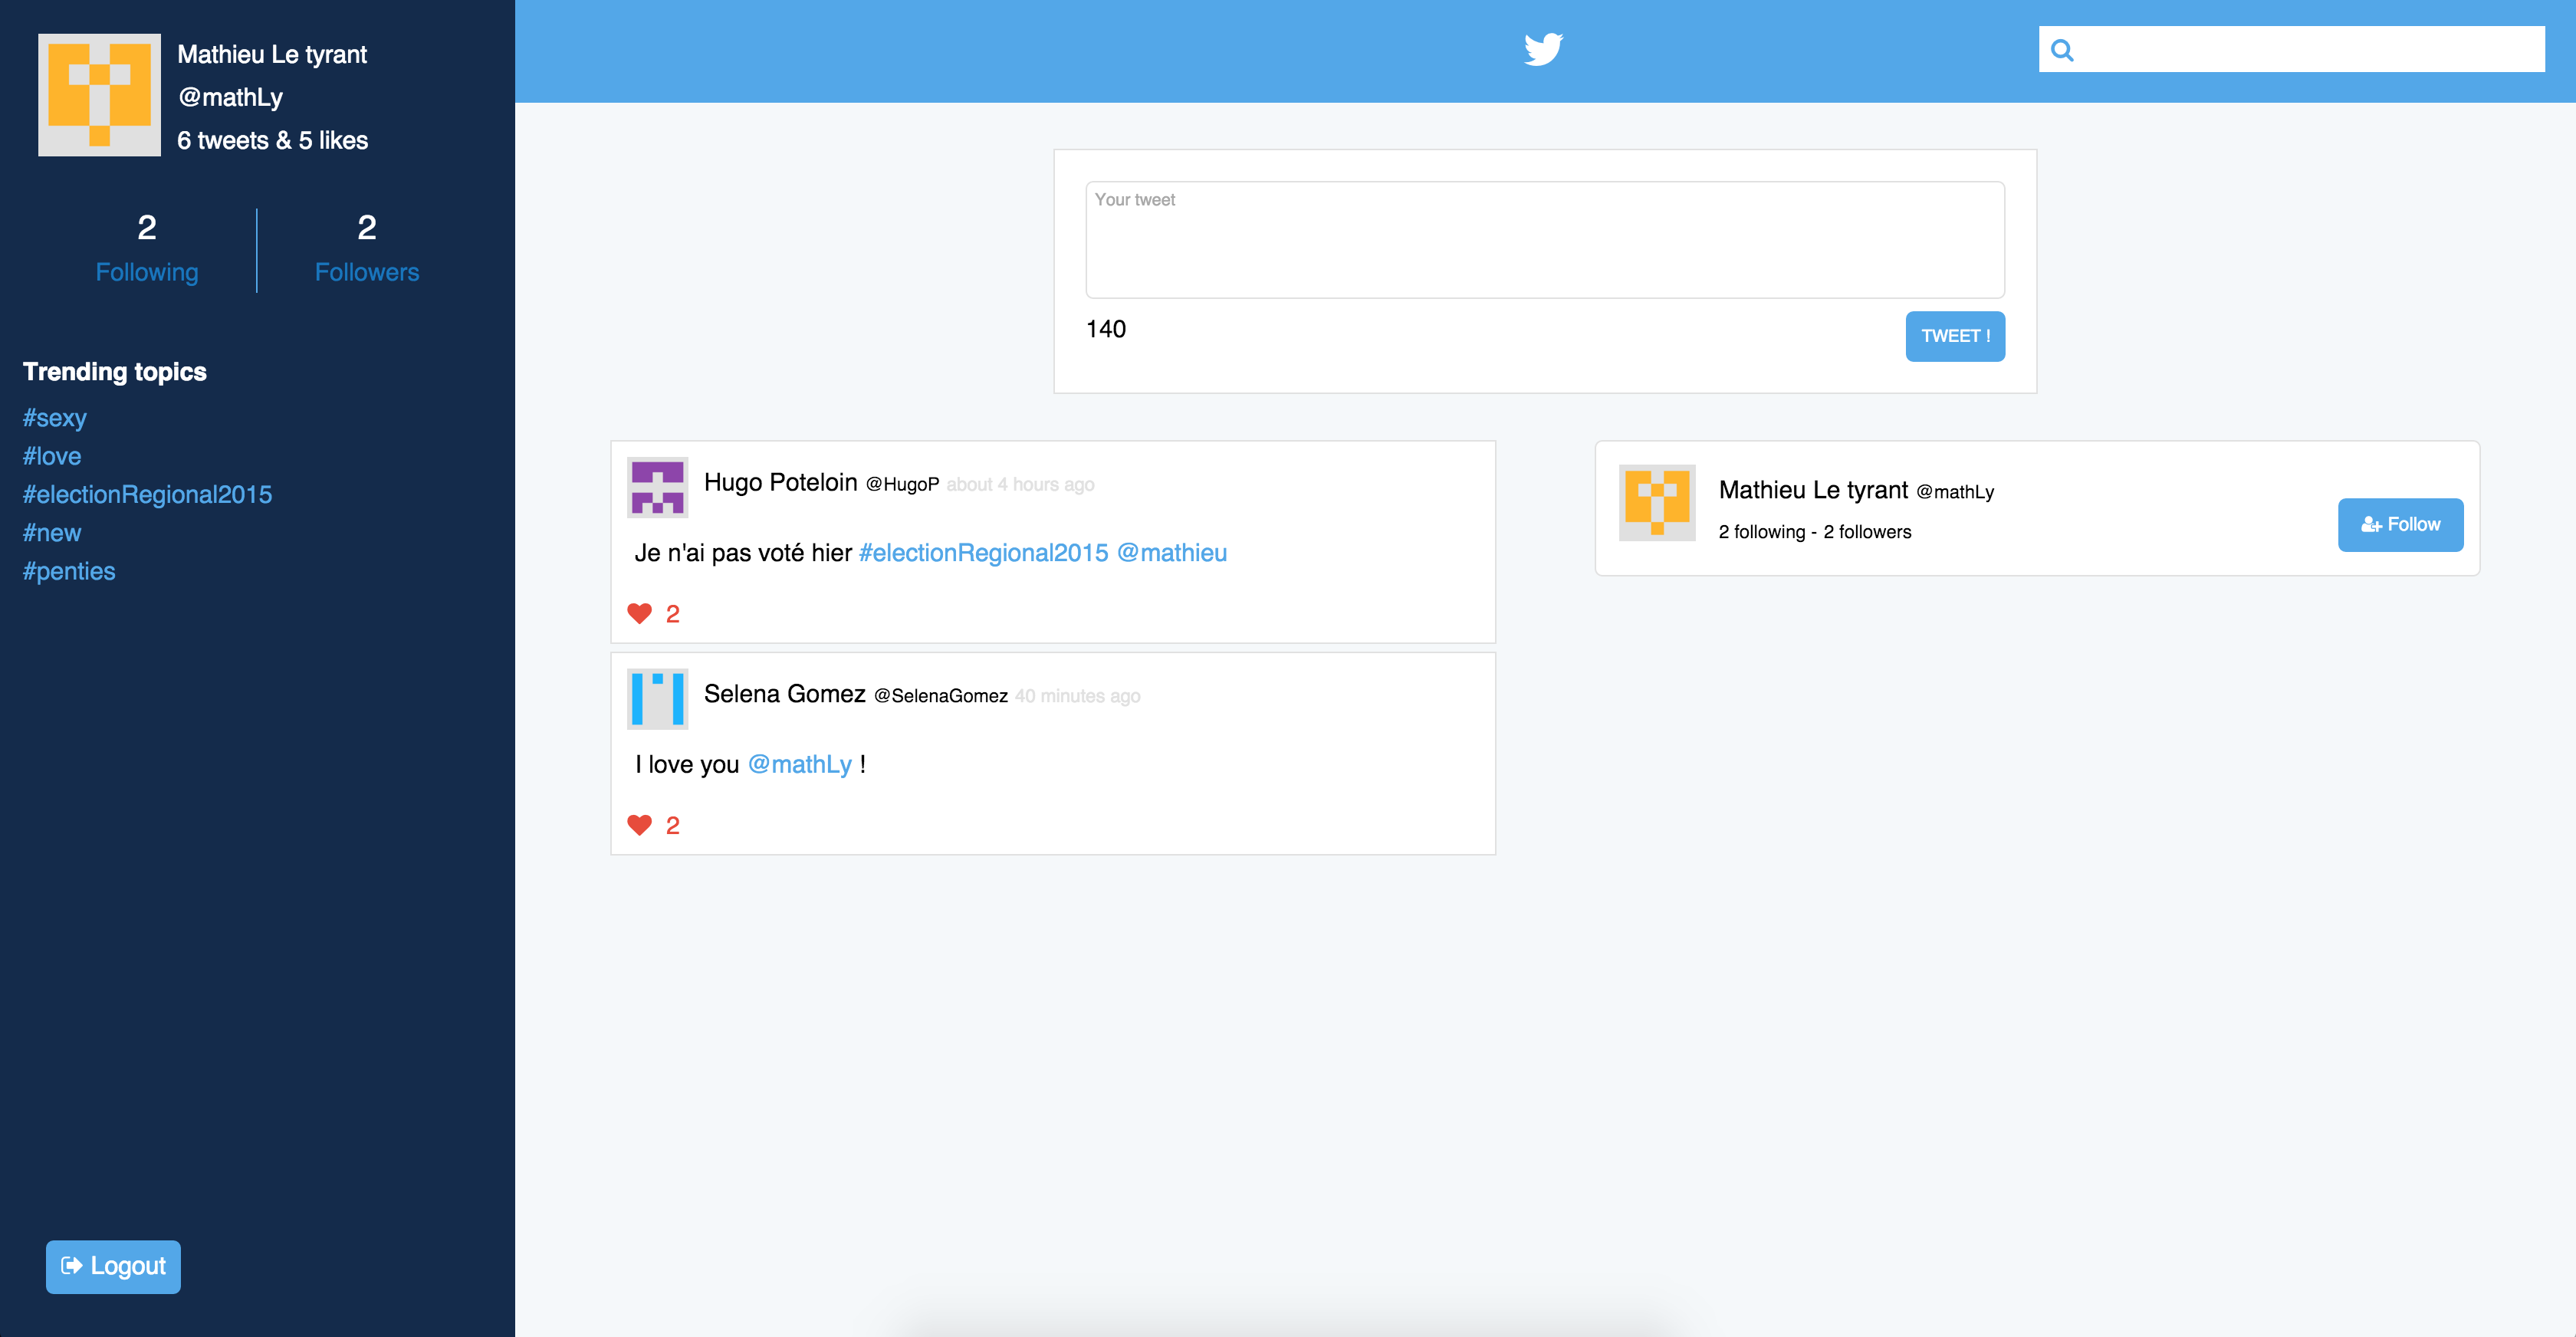 Mathieu Le tyrant
@mathLy
6 tweets & 5 likes
2
Following
2
Followers
Trending topics
#sexy
#love
#electionRegional2015
#new
#penties
Logout
Your tweet
140
TWEET !
Hugo Poteloin @HugoP about 4 hours ago
Je n'ai pas voté hier #electionRegional2015 @mathieu
2
Selena Gomez @SelenaGomez 40 minutes ago
I love you @mathLy !
2
Mathieu Le tyrant @mathLy
2 following - 2 followers
Follow